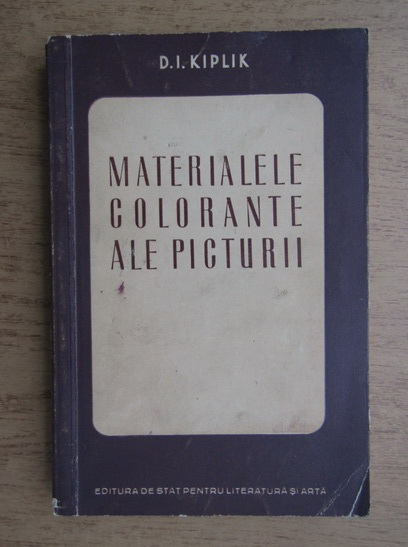 D.I. KIPLIK
MATERIALELE
COLORANTE
ALE PICTURII
EDITURA DE STAT PENTRU LITERATURĂ ȘI ARTĂ